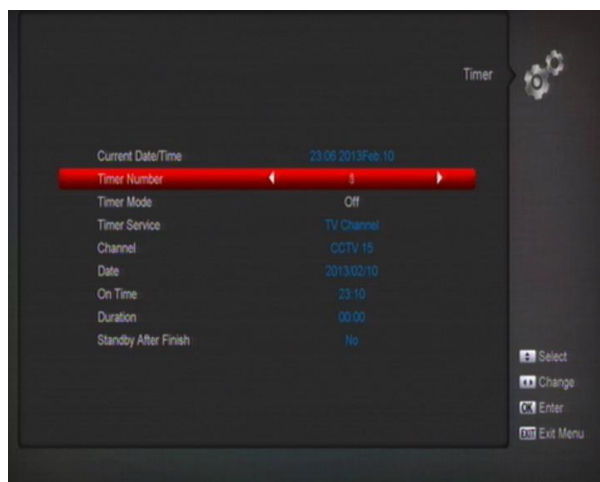 Timer
Current Date/Time 23:06 2013Feb.10
Timer Number 8
Timer Mode Off
Timer Service TV Channel
Channel CCTV 15
Date 2013/02/10
On Time 23:10
Duration 00:00
Standby After Finish No
Select
Change
OK Enter
EXIT Exit Menu